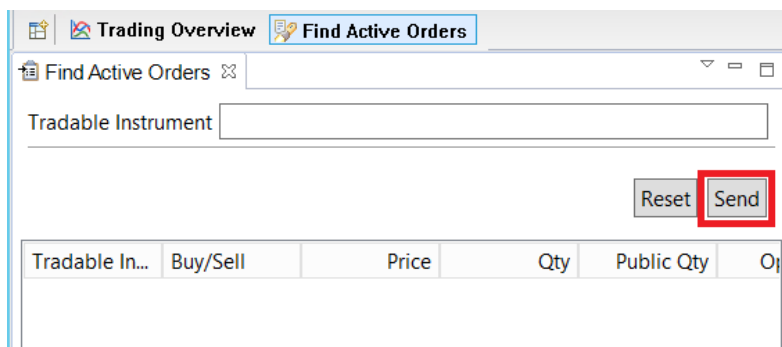 Trading Overview Find Active Orders
Find Active Orders
Tradable Instrument
Reset Send
Tradable In... Buy/Sell Price Qty Public Qty